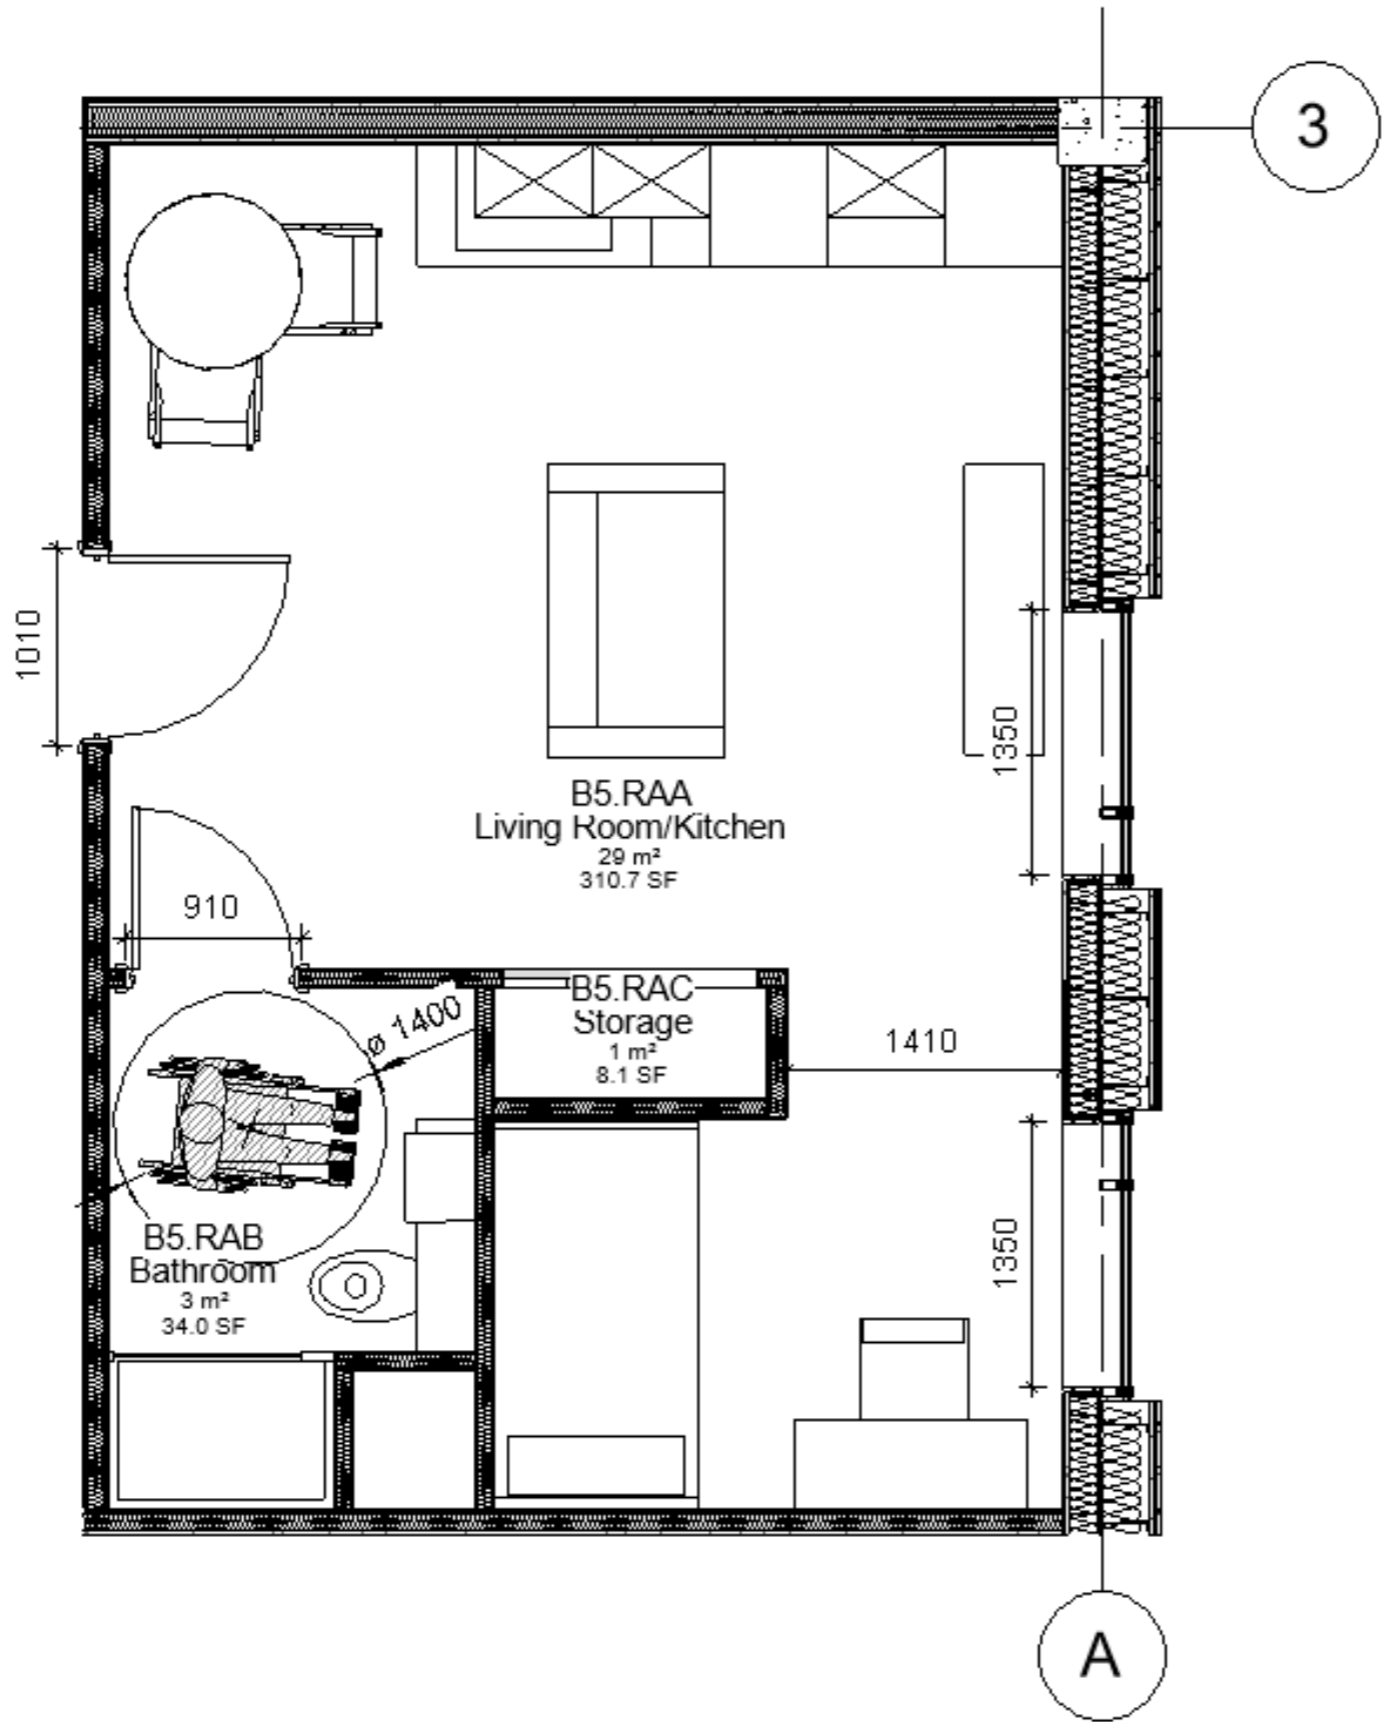 3
1010
1350
B5.RAA
Living Room/Kitchen
29 m²
310.7 SF
910
B5.RAC
Storage
1 m²
8.1 SF
ø 1400
1410
B5.RAB
Bathroom
3 m²
34.0 SF
1350
A